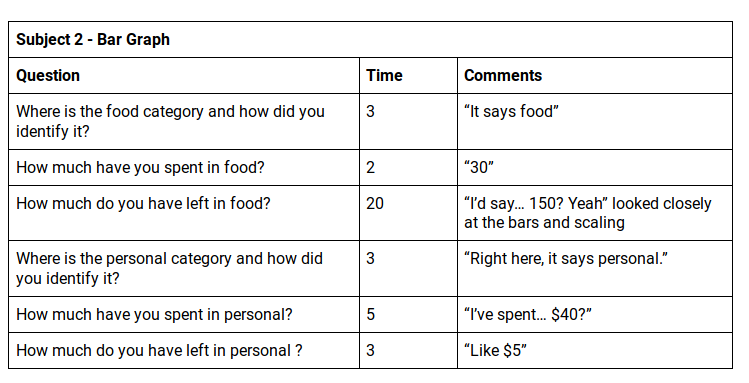 Subject 2 - Bar Graph
Question Time Comments
Where is the food category and how did you 3 “It says food”
identify it?
How much have you spent in food? 2 “30”
How much do you have left in food? 20 “I’d say… 150? Yeah” looked closely
at the bars and scaling
Where is the personal category and how did 3 “Right here, it says personal.”
you identify it?
How much have you spent in personal? 5 “I’ve spent… $40?”
How much do you have left in personal ? 3 “Like $5”